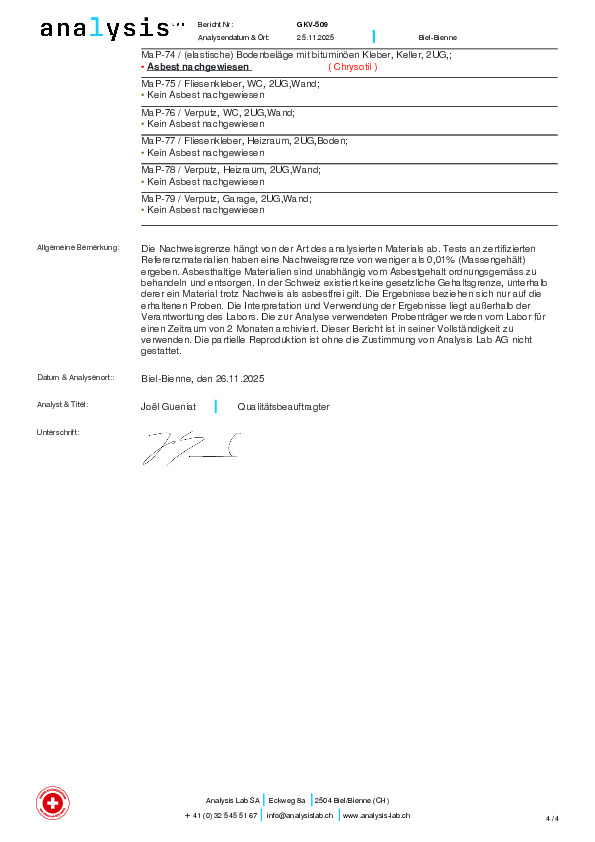 analysis
Bericht Nr: GKV-509
Analysendatum & Ort: 25.11.2025 Biel-Bienne
MaP-74 / (elastische) Bodenbeläge mit bituminöen Kleber, Keller, 2UG,;
• Asbest nachgewiesen ( Chrysotil )
MaP-75 / Fliesenkleber, WC, 2UG,Wand;
• Kein Asbest nachgewiesen
MaP-76 / Verputz, WC, 2UG,Wand;
• Kein Asbest nachgewiesen
MaP-77 / Fliesenkleber, Heizraum, 2UG,Boden;
• Kein Asbest nachgewiesen
MaP-78 / Verputz, Heizraum, 2UG,Wand;
• Kein Asbest nachgewiesen
MaP-79 / Verputz, Garage, 2UG,Wand;
• Kein Asbest nachgewiesen
Allgemeine Bemerkung:
Die Nachweisgrenze hängt von der Art des analysierten Materials ab. Tests an zertifizierten
Referenzmaterialien haben eine Nachweisgrenze von weniger als 0,01% (Massengehält)
ergeben. Asbesthaltige Materialien sind unabhängig vom Asbestgehalt ordnungsgemäss zu
behandeln und entsorgen. In der Schweiz existiert keine gesetzliche Gehaltsgrenze, unterhalb
derer ein Material trotz Nachweis als asbestfrei gilt. Die Ergebnisse beziehen sich nur auf die
erhaltenen Proben. Die Interpretation und Verwendung der Ergebnisse liegt außerhalb der
Verantwortung des Labors. Die zur Analyse verwendeten Probenträger werden vom Labor für
einen Zeitraum von 2 Monaten archiviert. Dieser Bericht ist in seiner Vollständigkeit zu
verwenden. Die partielle Reproduktion ist ohne die Zustimmung von Analysis Lab AG nicht
gestattet.
Datum & Analysenort:: Biel-Bienne, den 26.11.2025
Analyst & Titel: Joël Gueniat Qualitätsbeauftragter
Unterschrift:
Analysis Lab SA Eckweg 8a 2504 Biel/Bienne (CH)
+ 41 (0) 32 545 51 67 info@analysislab.ch www.analysis-lab.ch
4 / 4